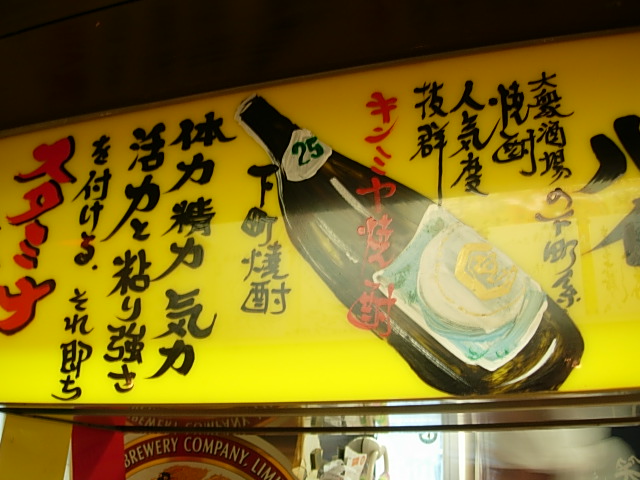 大衆酒場の下町系
焼酎
人気度
抜群
キンミヤ焼酎
25
下町焼酎
体力精力気力
活力と粘り強さ
を付ける。それ即ち
スタミナ
BREWERY COMPANY, LIMI